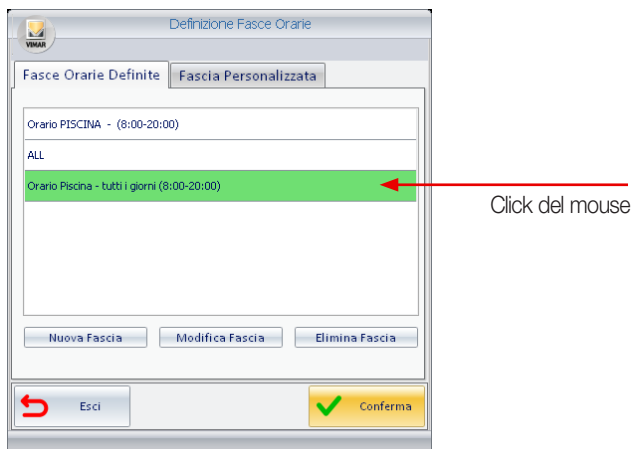 Definizione Fasce Orarie
VIMAR
Fasce Orarie Definite
Fascia Personalizzata
Orario PISCINA - (8:00-20:00)
ALL
Orario Piscina - tutti i giorni (8:00-20:00)
Click del mouse
Nuova Fascia
Modifica Fascia
Elimina Fascia
Esci
Conferma